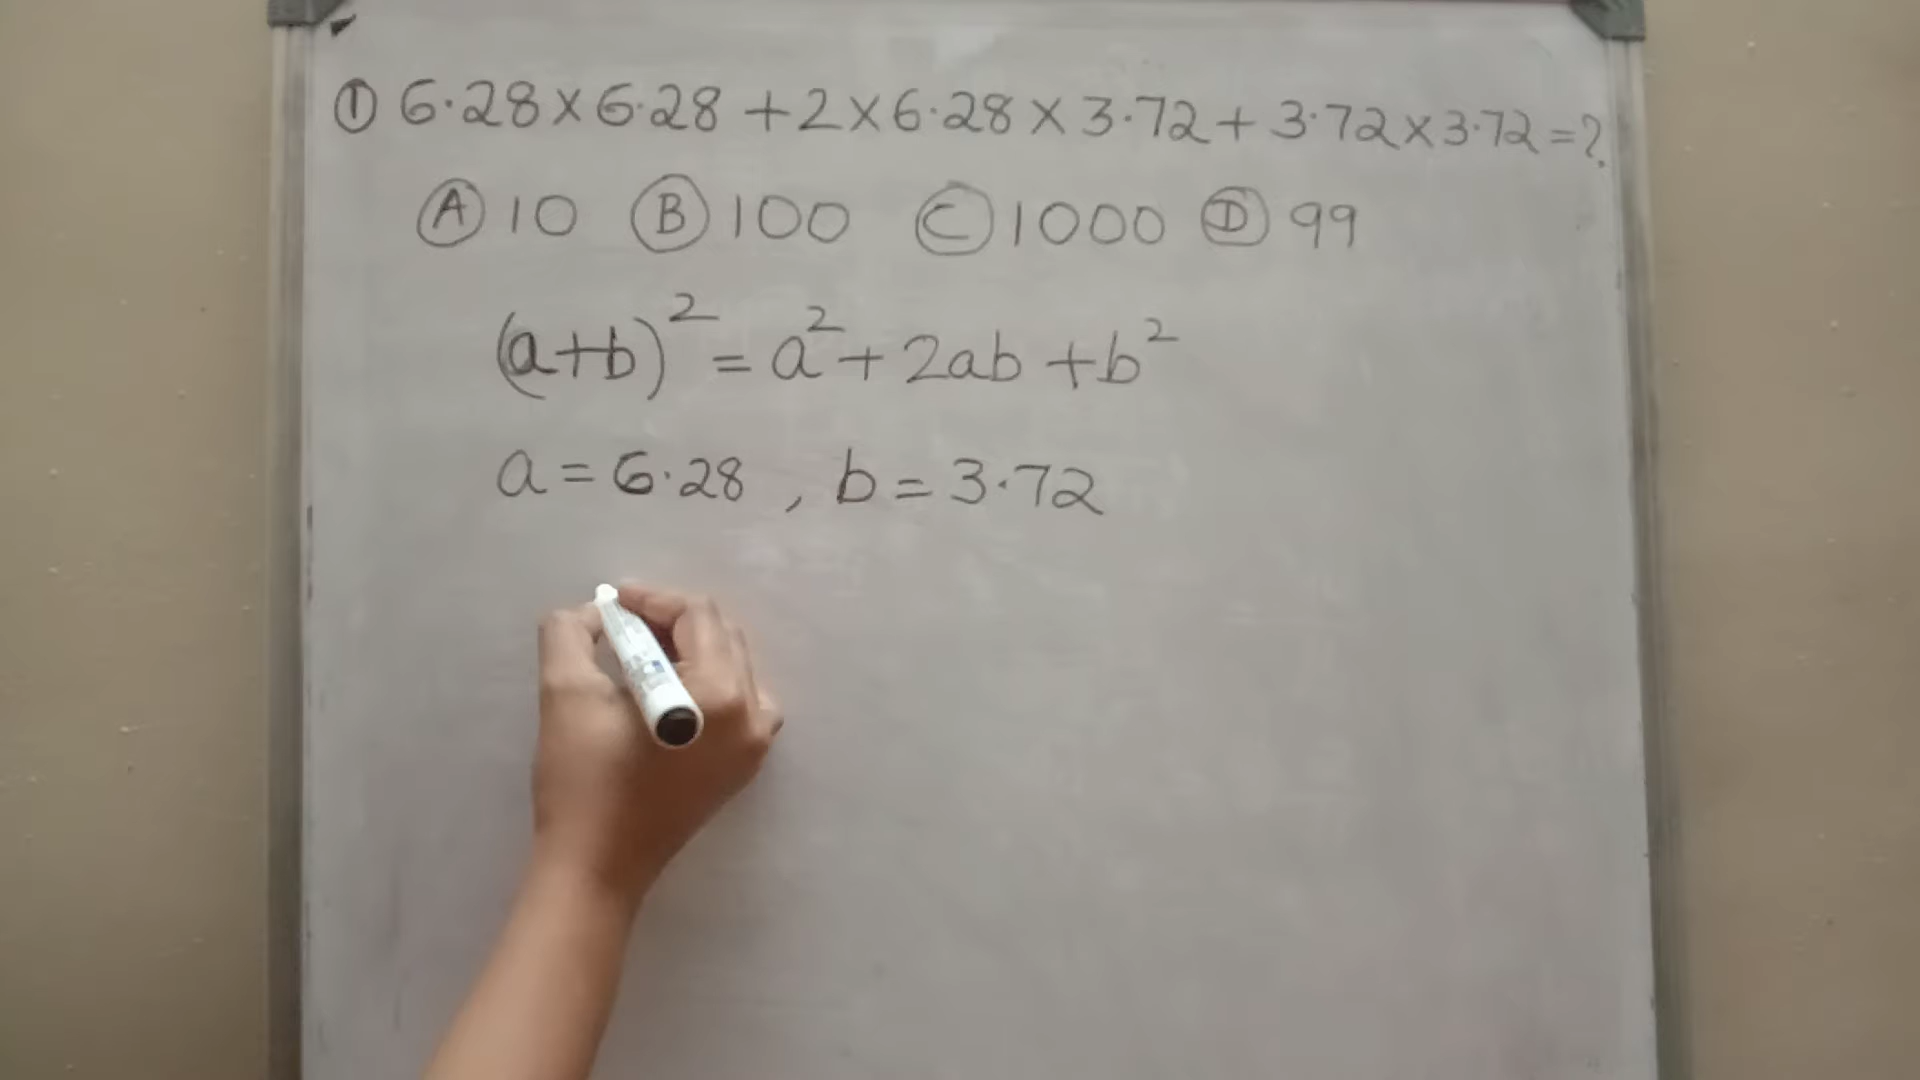 ① 6.28×6.28+2×6.28×3.72+3.72×3.72=?
Ⓐ 10 Ⓑ 100 Ⓒ 1000 Ⓓ 99
(a+b)²=a²+2ab+b²
a=6.28, b=3.72